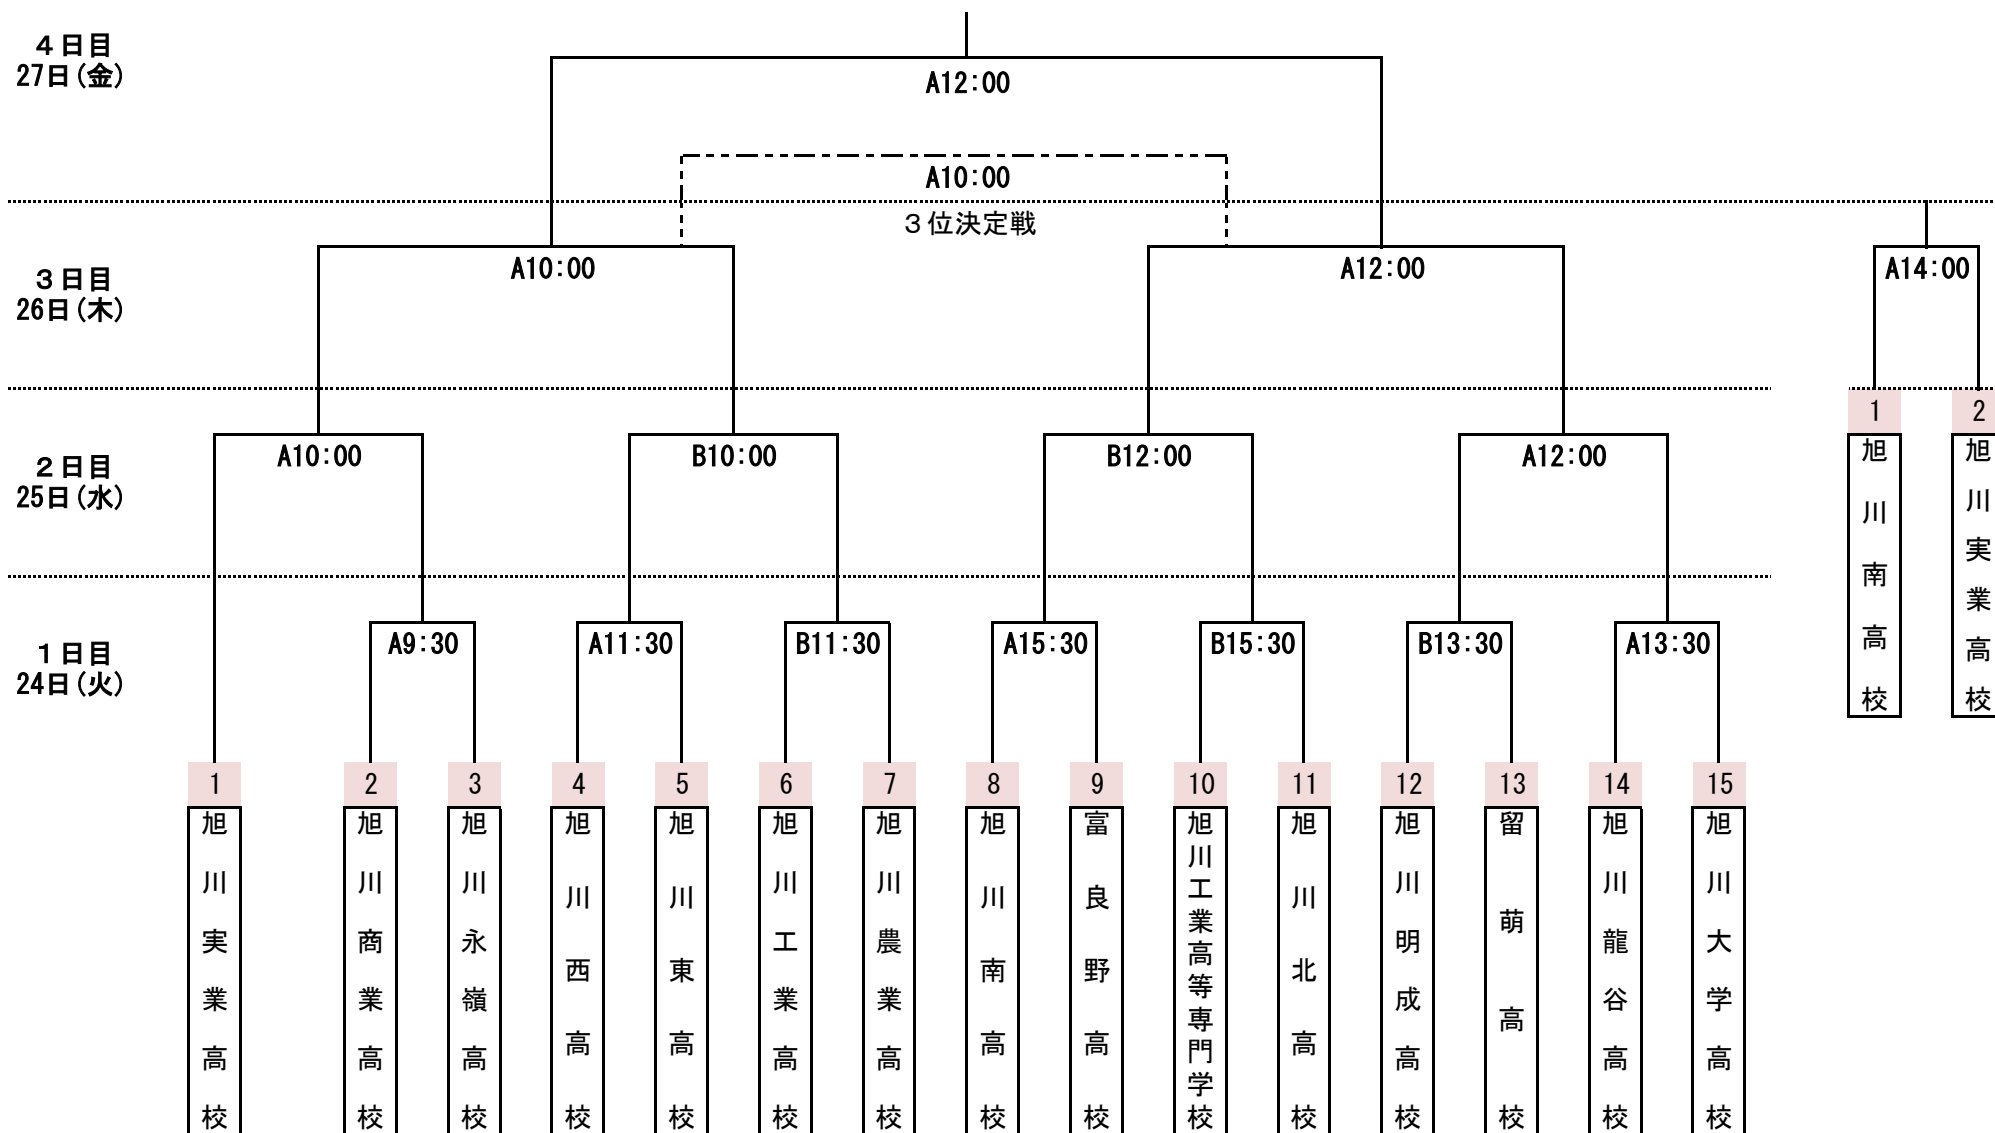 ４日目
27日(金)
A12:00
A10:00
３位決定戦
３日目
26日(木)
A10:00
A12:00
A14:00
1
旭川南高校
2
旭川実業高校
２日目
25日(水)
A10:00
B10:00
B12:00
A12:00
１日目
24日(火)
A9:30
A11:30
B11:30
A15:30
B15:30
B13:30
A13:30
1
旭川実業高校
2
旭川商業高校
3
旭川永嶺高校
4
旭川西高校
5
旭川東高校
6
旭川工業高校
7
旭川農業高校
8
旭川南高校
9
富良野高校
10
旭川工業高等専門学校
11
旭川北高校
12
旭川明成高校
13
留萌高校
14
旭川龍谷高校
15
旭川大学高校